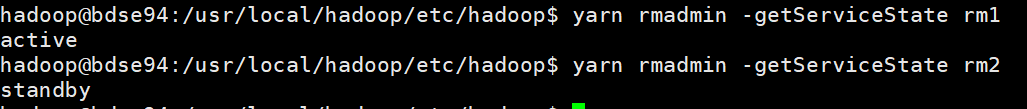 hadoop@bdse94:/usr/local/hadoop/etc/hadoop$ yarn rmadmin -getServiceState rm1
active
hadoop@bdse94:/usr/local/hadoop/etc/hadoop$ yarn rmadmin -getServiceState rm2
standby